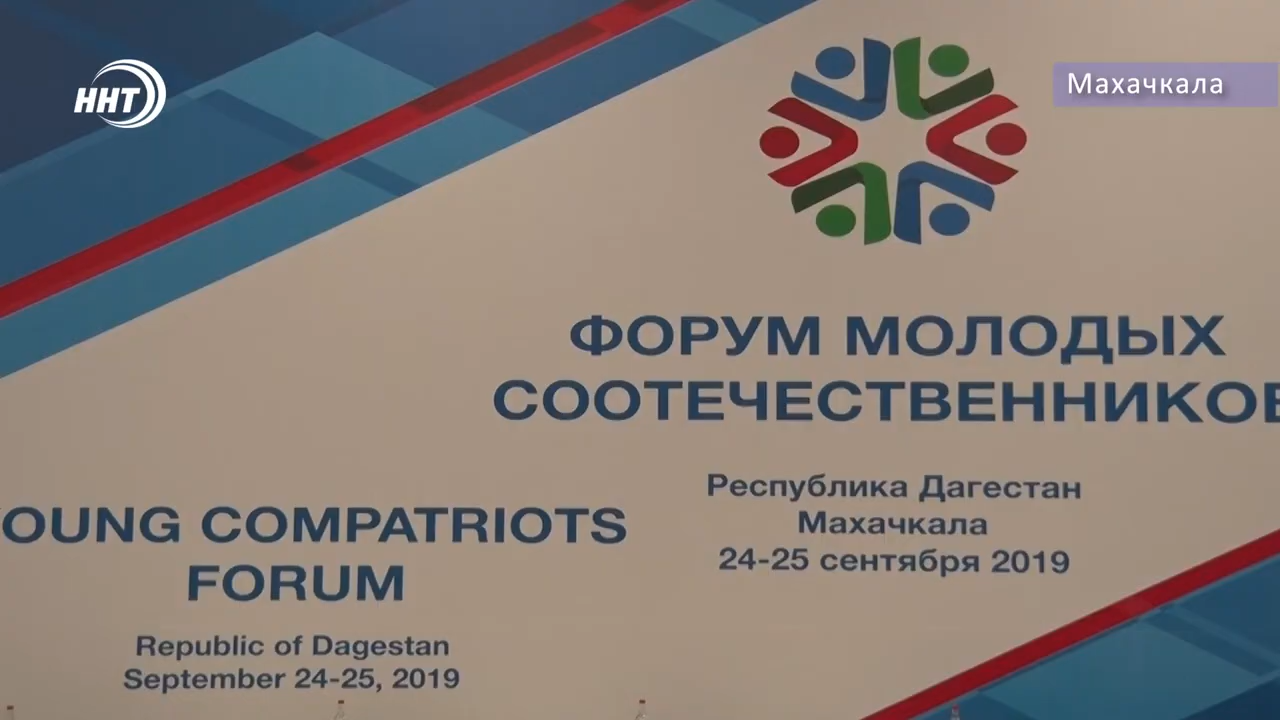 ННТ
Махачкала
ФОРУМ МОЛОДЫХ
СООТЕЧЕСТВЕННИКОВ
Республика Дагестан
Махачкала
24-25 сентября 2019
YOUNG COMPATRIOTS
FORUM
Republic of Dagestan
September 24-25, 2019